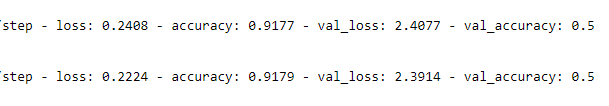 /step - loss: 0.2408 - accuracy: 0.9177 - val_loss: 2.4077 - val_accuracy: 0.5
/step - loss: 0.2224 - accuracy: 0.9179 - val_loss: 2.3914 - val_accuracy: 0.5